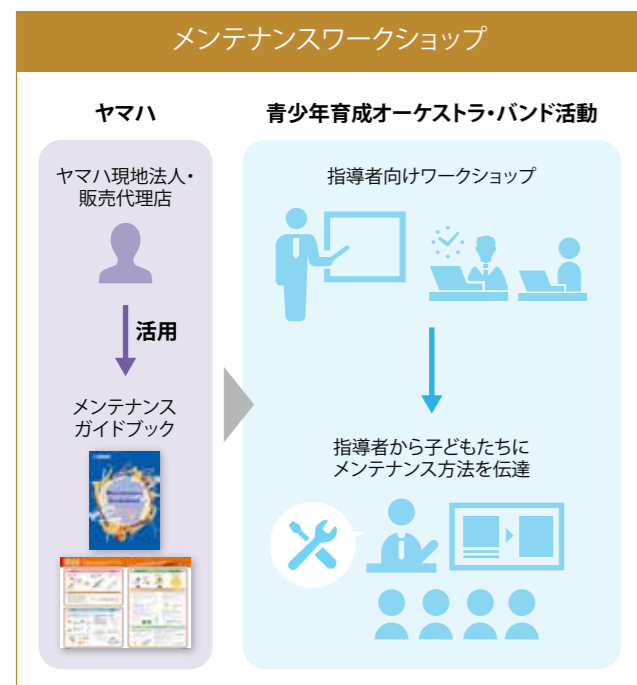 メンテナンスワークショップ
ヤマハ
ヤマハ現地法人・
販売代理店
活用
メンテナンス
ガイドブック
青少年育成オーケストラ・バンド活動
指導者向けワークショップ
指導者から子どもたちに
メンテナンス方法を伝達